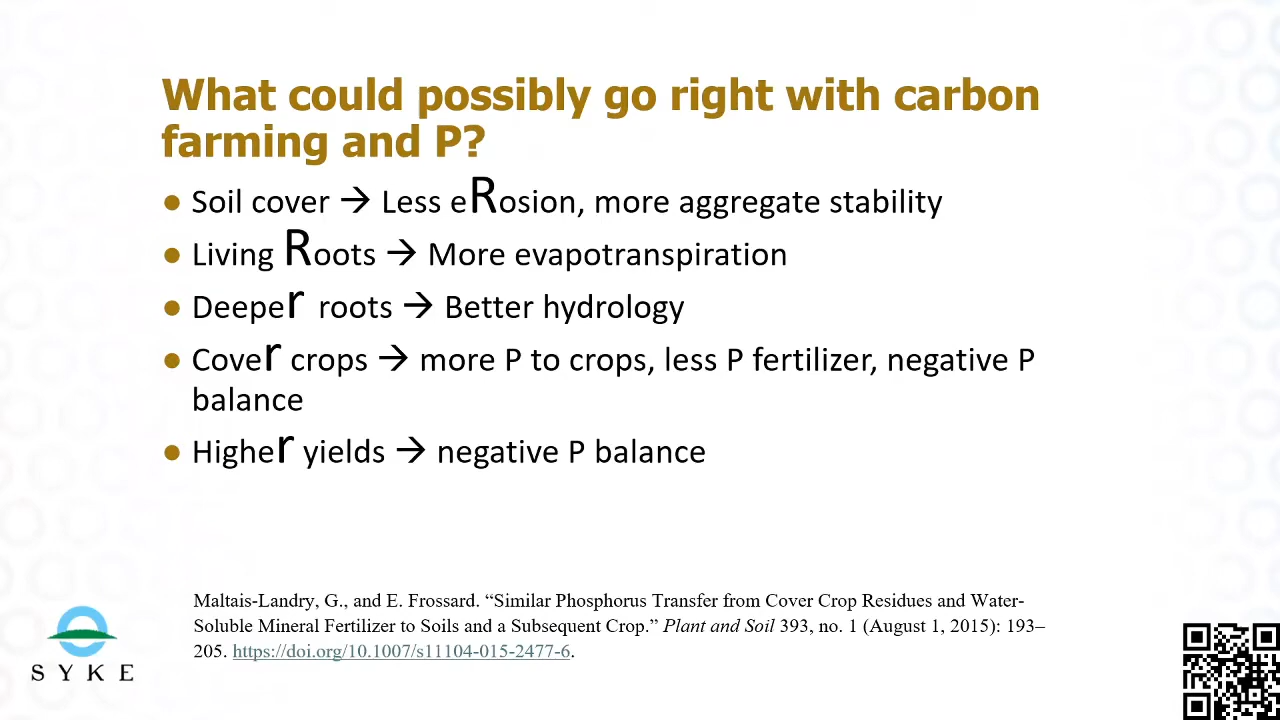 What could possibly go right with carbon
farming and P?
● Soil cover → Less eRosion, more aggregate stability
● Living Roots → More evapotranspiration
● Deeper roots → Better hydrology
● Cover crops → more P to crops, less P fertilizer, negative P
balance
● Higher yields → negative P balance
Maltais-Landry, G., and E. Frossard. “Similar Phosphorus Transfer from Cover Crop Residues and Water-
Soluble Mineral Fertilizer to Soils and a Subsequent Crop.” Plant and Soil 393, no. 1 (August 1, 2015): 193–
205. https://doi.org/10.1007/s11104-015-2477-6.
SYKE